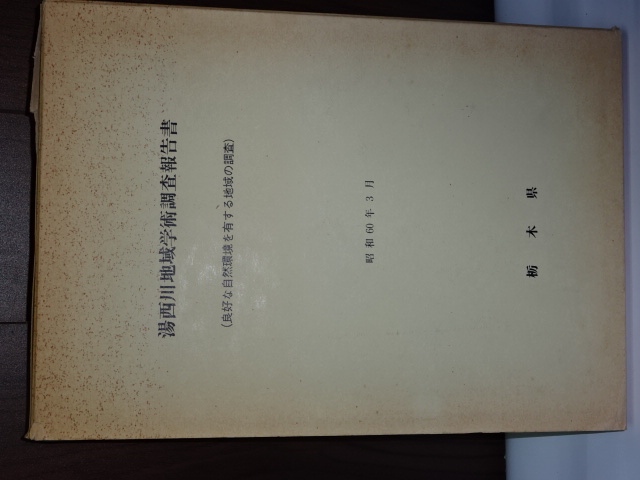 湯西川地域学術調査報告書
(良好な自然環境を有する地域の調査)
昭和60年3月
栃木県